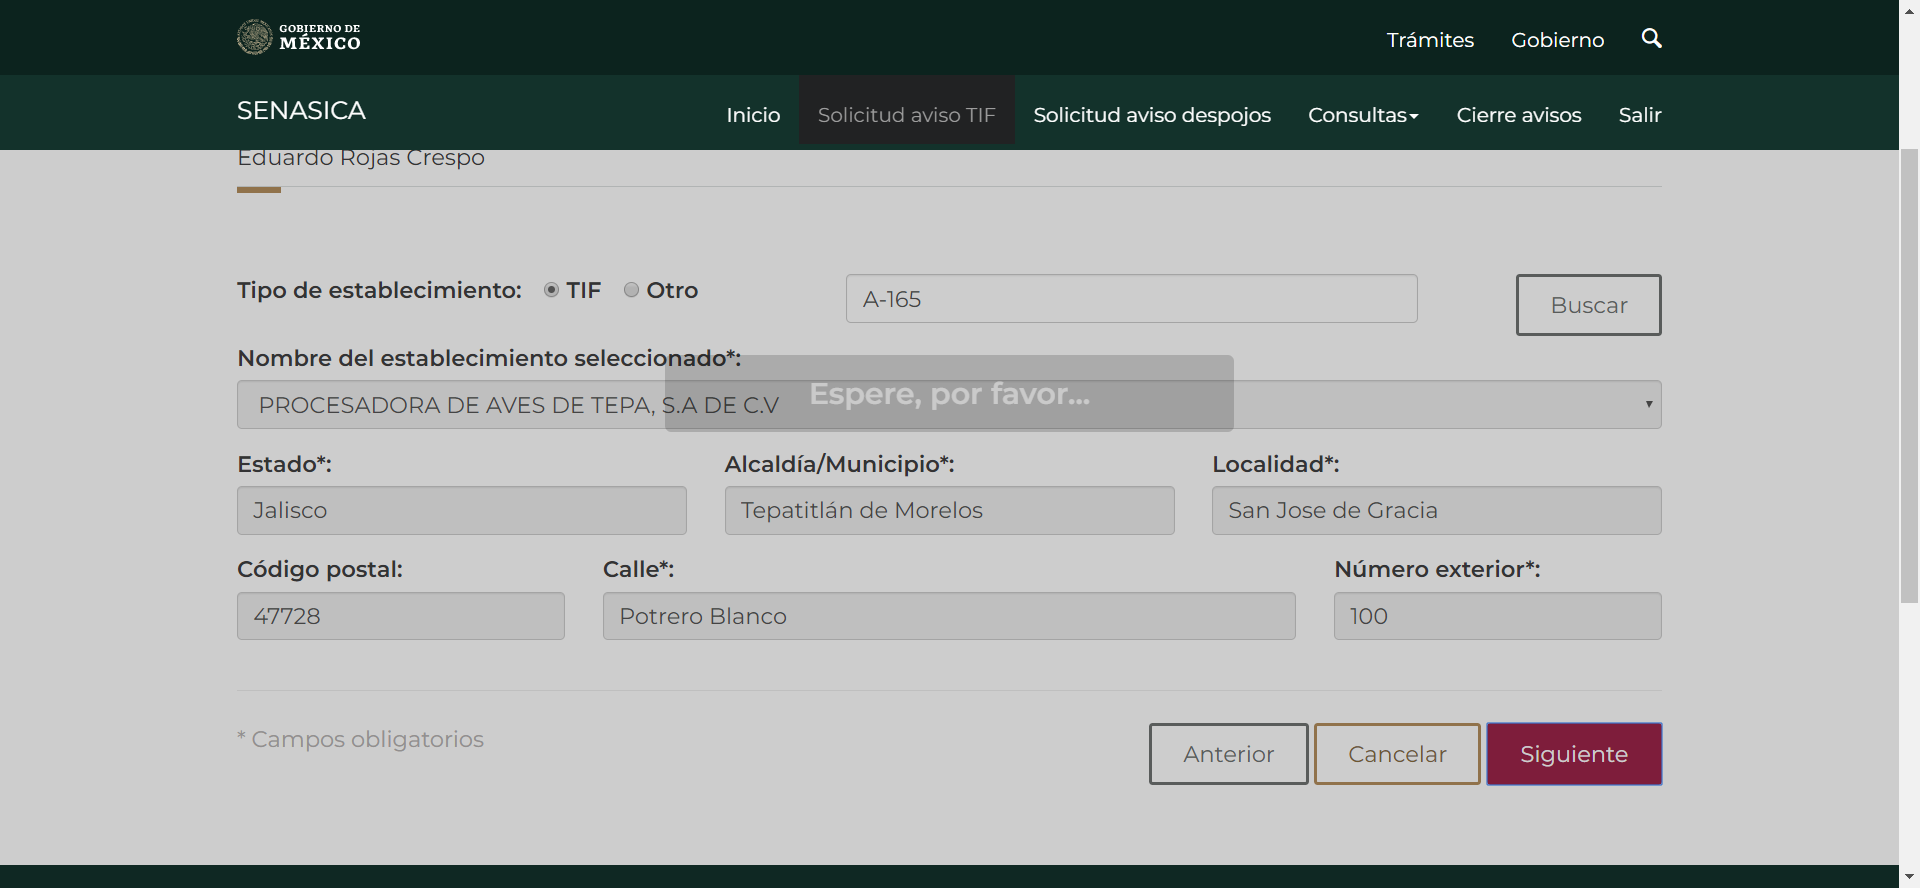 GOBIERNO DE
MÉXICO
Trámites
Gobierno
SENASICA
Inicio
Solicitud aviso TIF
Solicitud aviso despojos
Consultas
Cierre avisos
Salir
Eduardo Rojas Crespo
Tipo de establecimiento:
TIF
Otro
A-165
Buscar
Nombre del establecimiento seleccionado*:
PROCESADORA DE AVES DE TEPA, S.A DE C.V
Espere, por favor...
Estado*:
Alcaldía/Municipio*:
Localidad*:
Jalisco
Tepatitlán de Morelos
San Jose de Gracia
Código postal:
Calle*:
Número exterior*:
47728
Potrero Blanco
100
* Campos obligatorios
Anterior
Cancelar
Siguiente